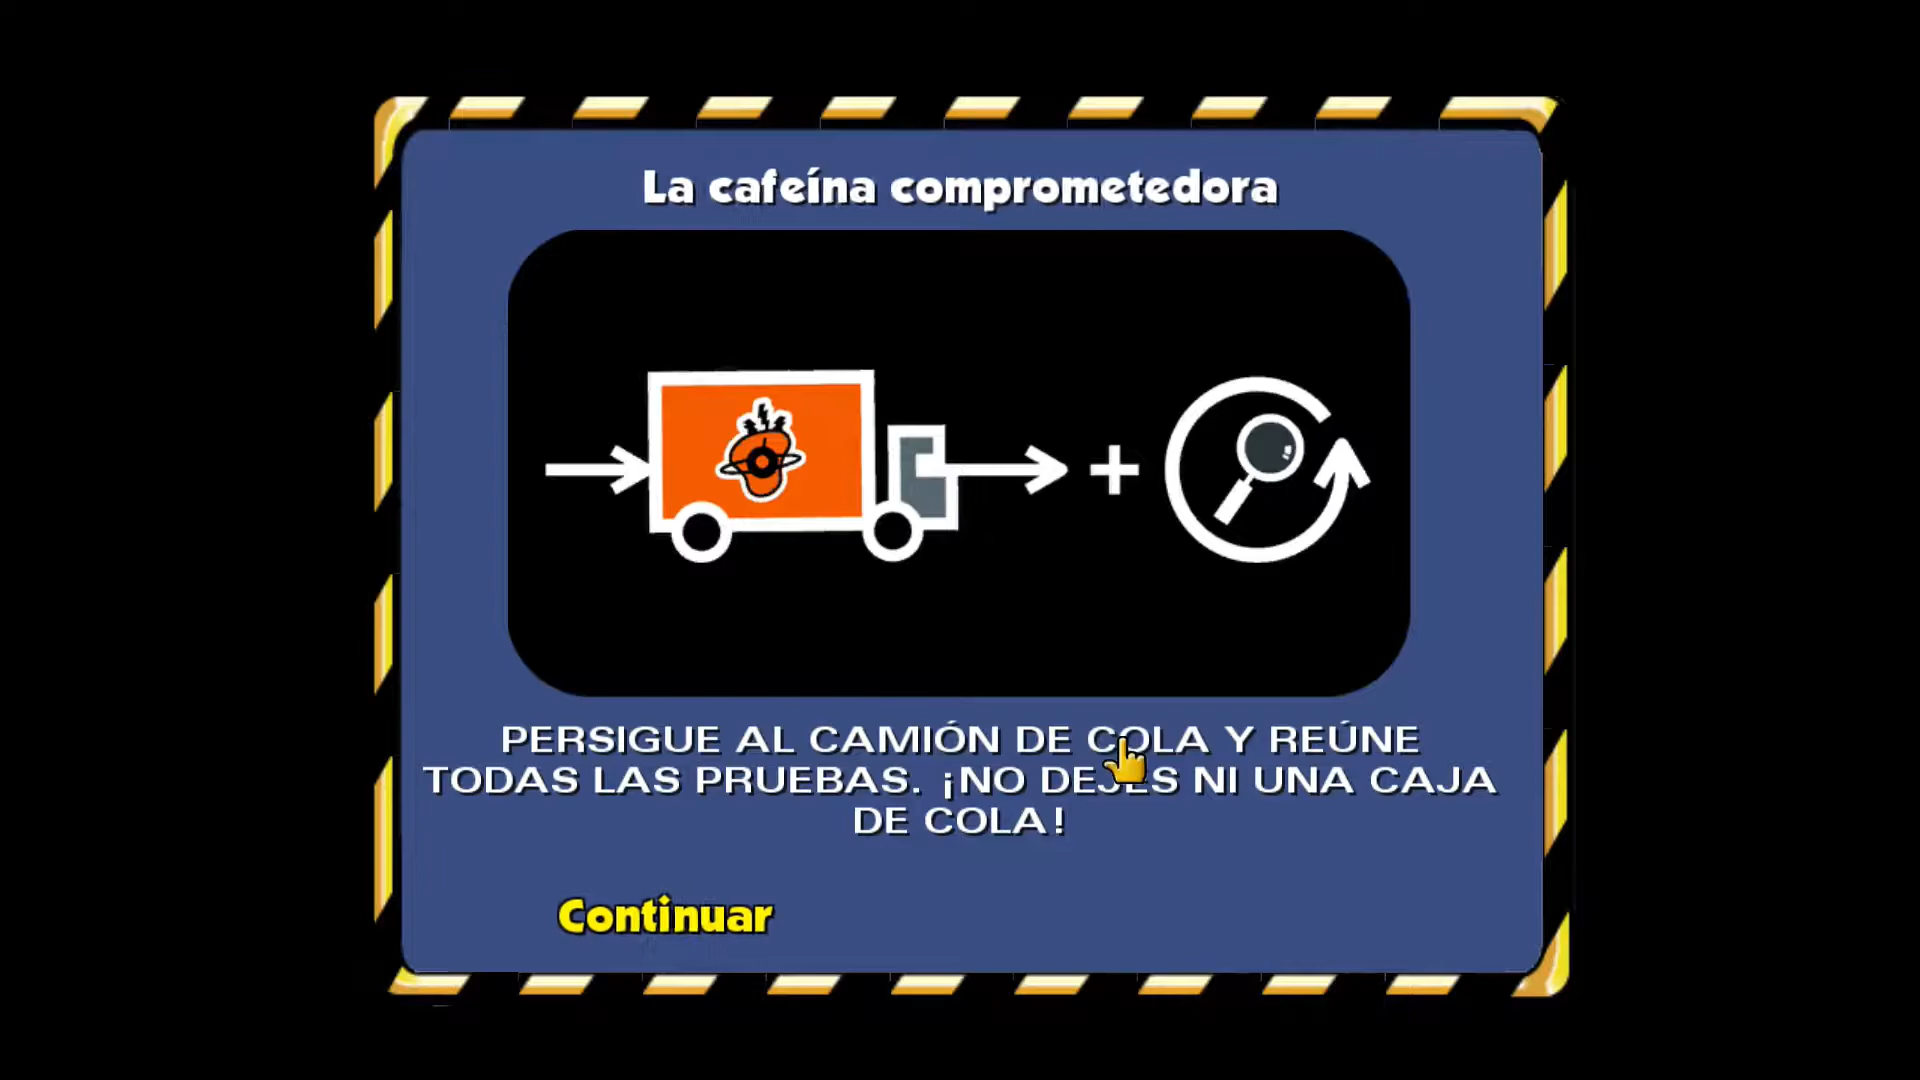 La cafeína comprometedora
PERSIGUE AL CAMIÓN DE COLA Y REÚNE
TODAS LAS PRUEBAS. ¡NO DEJES NI UNA CAJA
DE COLA!
Continuar